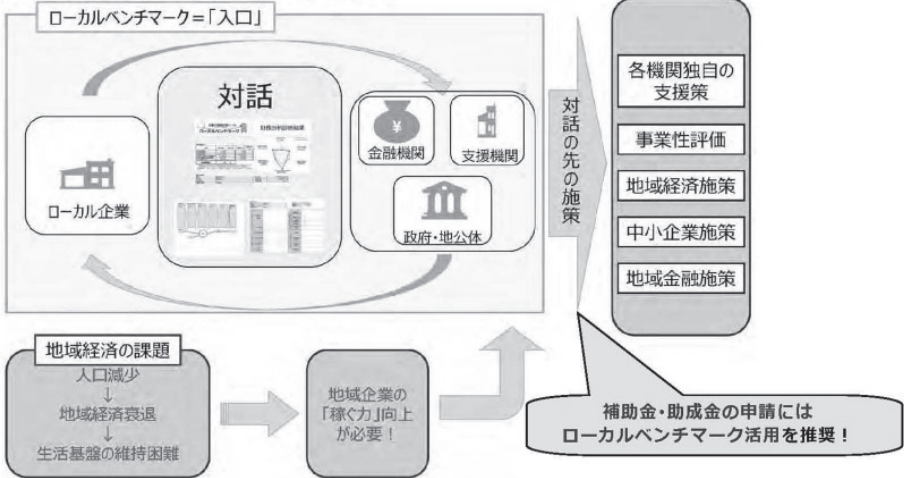 ローカルベンチマーク＝「入口」
対話
ローカル企業
¥
金融機関
支援機関
政府・地公体
対話の先の施策
各機関独自の
支援策
事業性評価
地域経済施策
中小企業施策
地域金融施策
地域経済の課題
人口減少
↓
地域経済衰退
↓
生活基盤の維持困難
地域企業の
「稼ぐ力」向上
が必要！
補助金・助成金の申請には
ローカルベンチマーク活用を推奨！